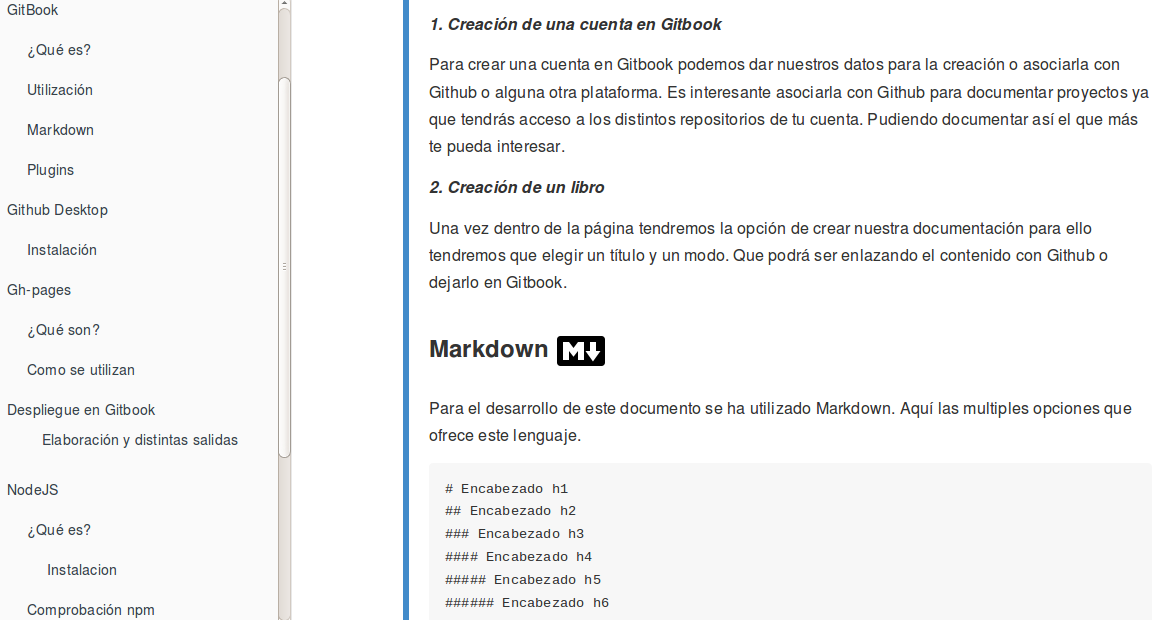 GitBook
¿Qué es?
Utilización
Markdown
Plugins
Github Desktop
Instalación
Gh-pages
¿Qué son?
Como se utilizan
Despliegue en Gitbook
Elaboración y distintas salidas
NodeJS
¿Qué es?
Instalacion
Comprobación npm
1. Creación de una cuenta en Gitbook
Para crear una cuenta en Gitbook podemos dar nuestros datos para la creación o asociarla con
Github o alguna otra plataforma. Es interesante asociarla con Github para documentar proyectos ya
que tendrás acceso a los distintos repositorios de tu cuenta. Pudiendo documentar así el que más
te pueda interesar.
2. Creación de un libro
Una vez dentro de la página tendremos la opción de crear nuestra documentación para ello
tendremos que elegir un título y un modo. Que podrá ser enlazando el contenido con Github o
dejarlo en Gitbook.
Markdown M
Para el desarrollo de este documento se ha utilizado Markdown. Aquí las multiples opciones que
ofrece este lenguaje.
# Encabezado h1
## Encabezado h2
### Encabezado h3
#### Encabezado h4
##### Encabezado h5
###### Encabezado h6